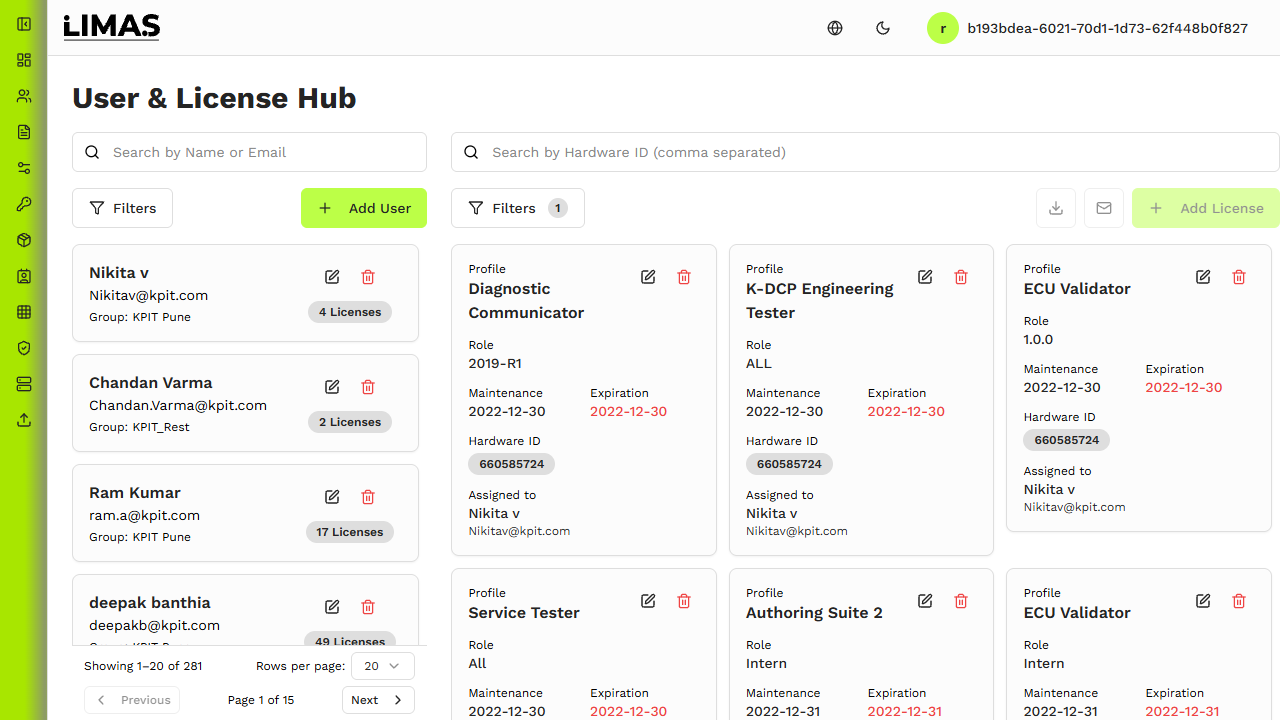 LIMAS
r
b193bdea-6021-70d1-1d73-62f448b0f827
User & License Hub
Search by Name or Email
Search by Hardware ID (comma separated)
Filters
Add User
Filters 1
Add License
Nikita v
Nikitav@kpit.com
Group: KPIT Pune
4 Licenses
Chandan Varma
Chandan.Varma@kpit.com
Group: KPIT_Rest
2 Licenses
Ram Kumar
ram.a@kpit.com
Group: KPIT Pune
17 Licenses
deepak banthia
deepakb@kpit.com
49 Licenses
Showing 1–20 of 281
Rows per page: 20
Previous
Page 1 of 15
Next
Profile
Diagnostic
Communicator
Role
2019-R1
Maintenance Expiration
2022-12-30 2022-12-30
Hardware ID
660585724
Assigned to
Nikita v
Nikitav@kpit.com
Profile
K-DCP Engineering
Tester
Role
ALL
Maintenance Expiration
2022-12-30 2022-12-30
Hardware ID
660585724
Assigned to
Nikita v
Nikitav@kpit.com
Profile
ECU Validator
Role
1.0.0
Maintenance Expiration
2022-12-30 2022-12-30
Hardware ID
660585724
Assigned to
Nikita v
Nikitav@kpit.com
Profile
Service Tester
Role
All
Maintenance Expiration
2022-12-30 2022-12-30
Profile
Authoring Suite 2
Role
Intern
Maintenance Expiration
2022-12-31 2022-12-31
Profile
ECU Validator
Role
Intern
Maintenance Expiration
2022-12-31 2022-12-31